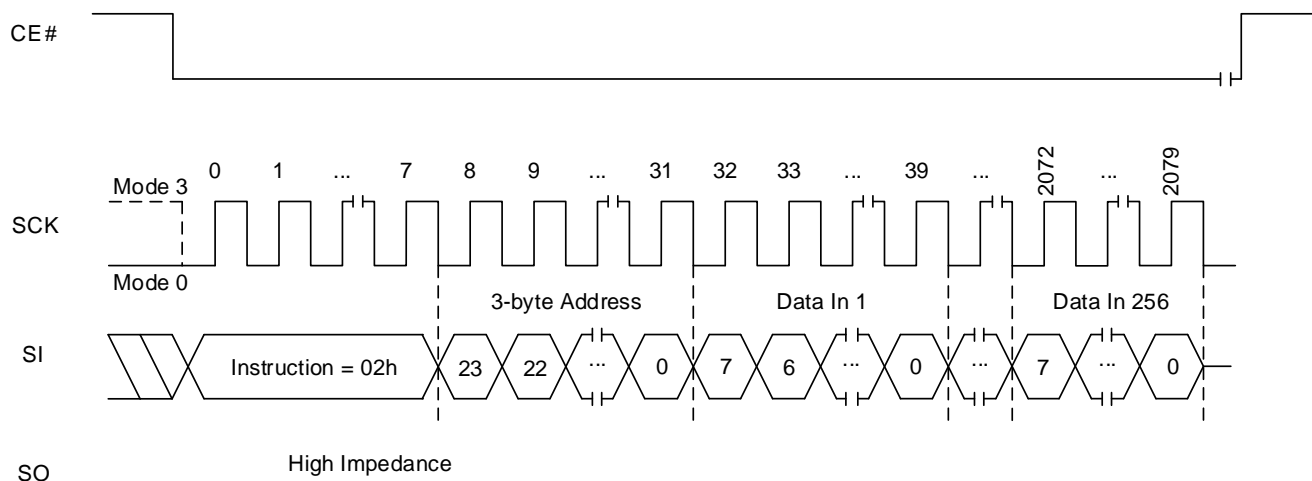 CE#
0 1 ... 7 8 9 ... 31 32 33 ... 39 ... 2072 ... 2079
Mode 3
SCK
Mode 0
3-byte Address Data In 1 Data In 256
SI Instruction = 02h 23 22 ... 0 7 6 ... 0 ... 7 ... 0
High Impedance
SO